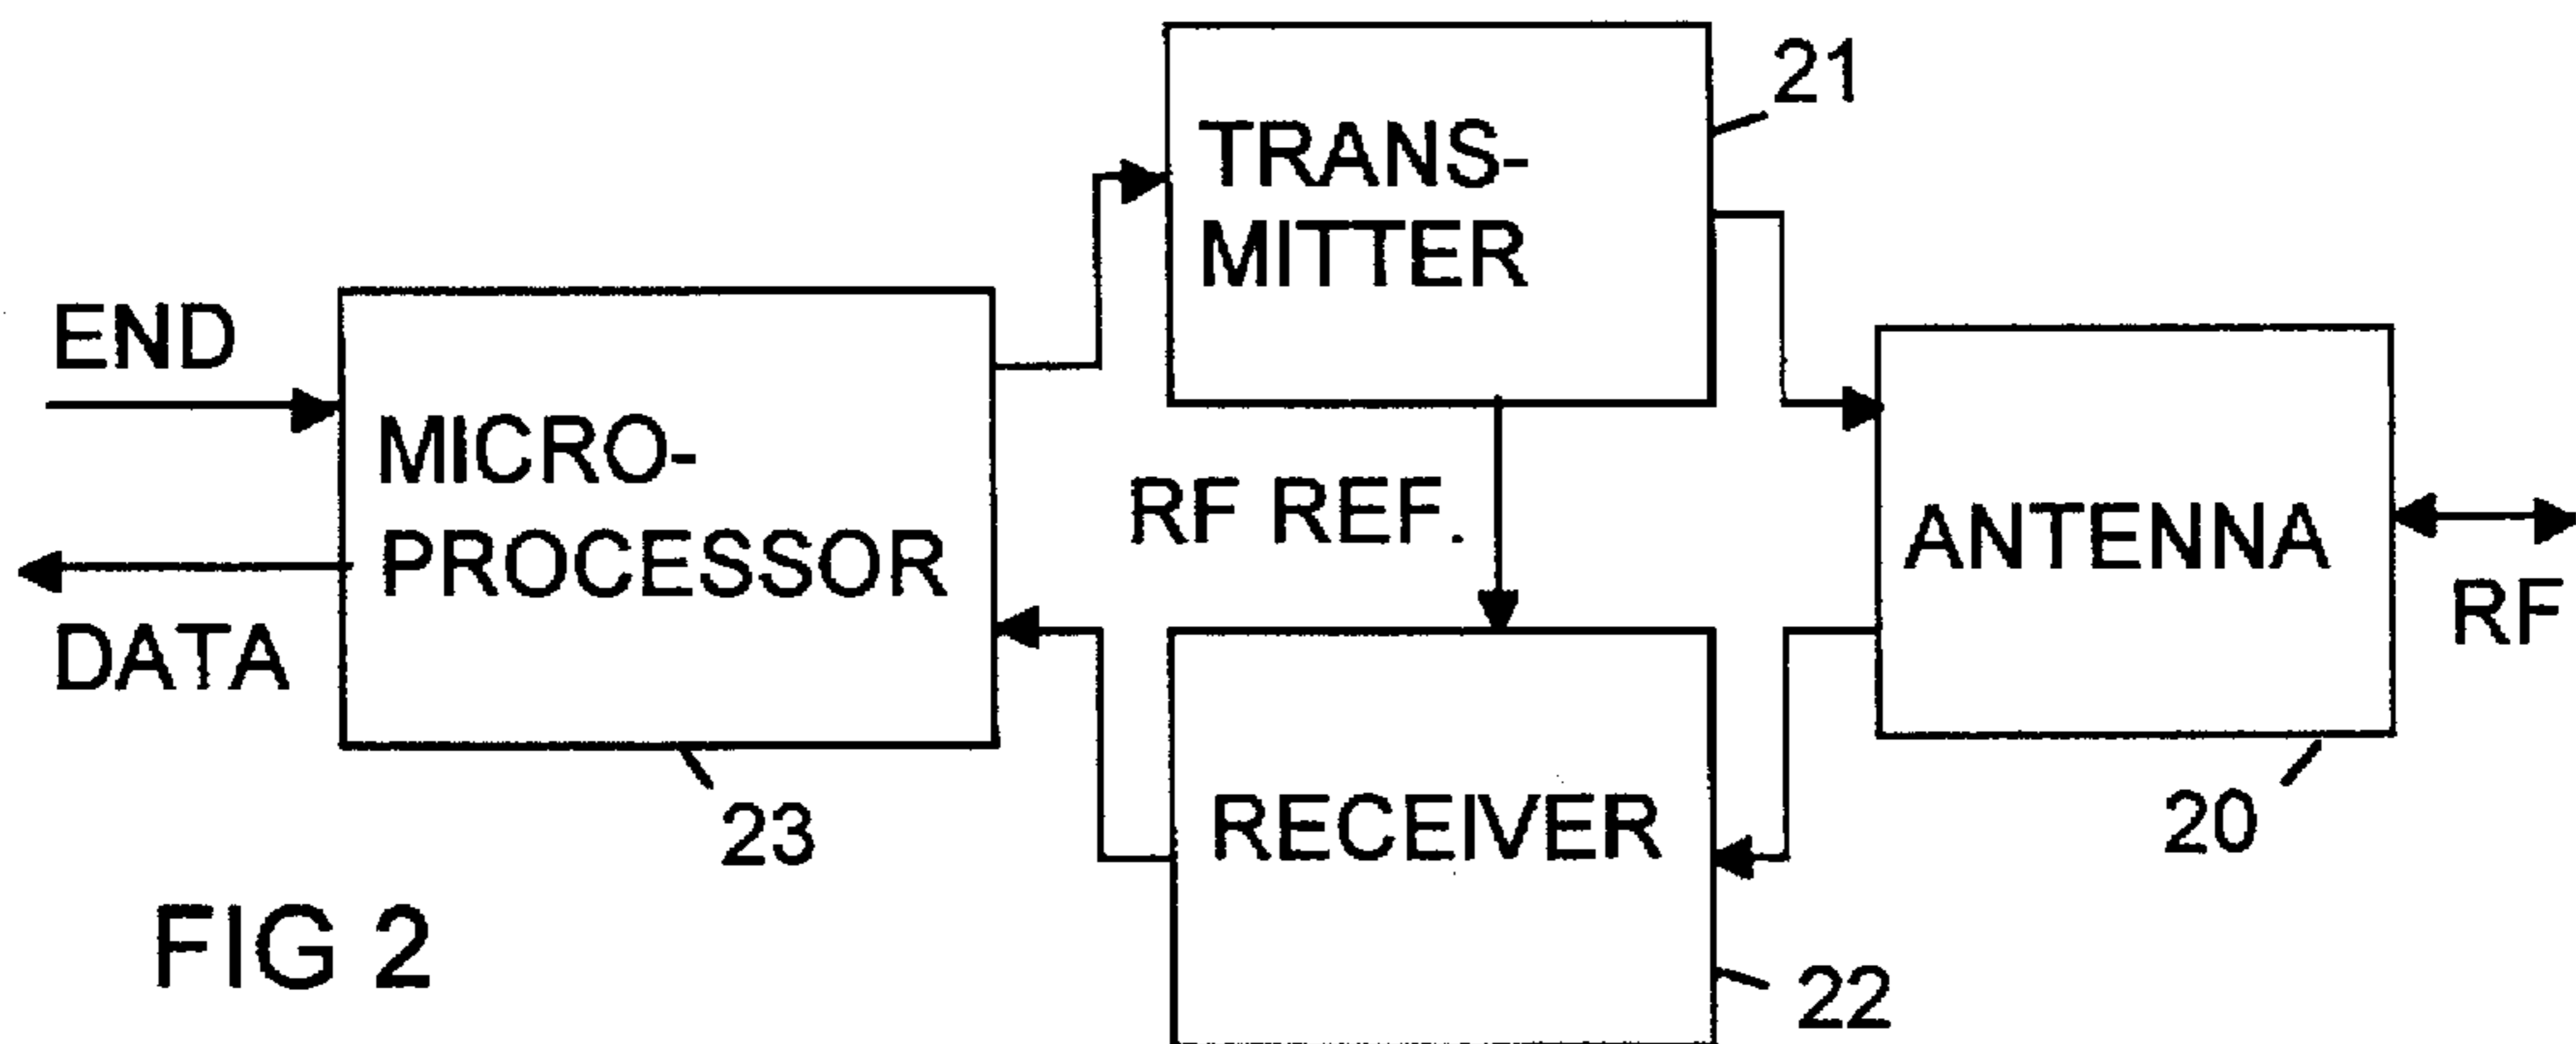 21
TRANS-
MITTER
END
MICRO-
PROCESSOR
RF REF.
ANTENNA
RF
DATA
RECEIVER
23
20
FIG 2
22